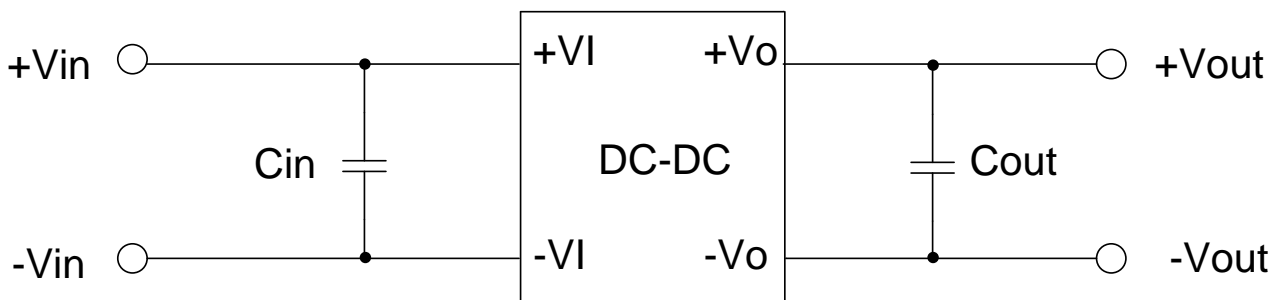 +Vin
+VI
+Vo
+Vout
Cin
DC-DC
Cout
-Vin
-VI
-Vo
-Vout